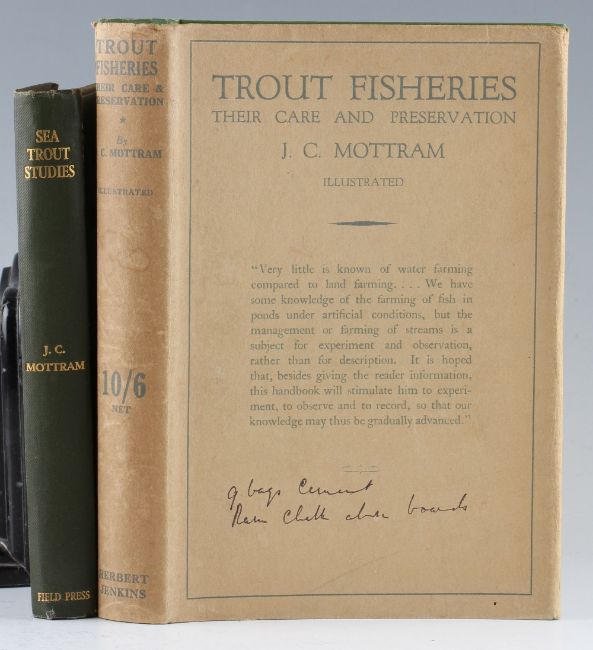 SEA
TROUT
STUDIES
J. C.
MOTTRAM
FIELD PRESS
TROUT
FISHERIES
THEIR CARE &
PRESERVATION
By
J. C. MOTTRAM
ILLUSTRATED
10/6
NET
HERBERT
JENKINS
TROUT FISHERIES
THEIR CARE AND PRESERVATION
J. C. MOTTRAM
ILLUSTRATED
"Very little is known of water farming
compared to land farming. . . . We have
some knowledge of the farming of fish in
ponds under artificial conditions, but the
management or farming of streams is a
subject for experiment and observation,
rather than for description. It is hoped
that, besides giving the reader information,
this handbook will stimulate him to experi-
ment, to observe and to record, so that our
knowledge may thus be gradually advanced."
9 bags Cement
Chalk boards